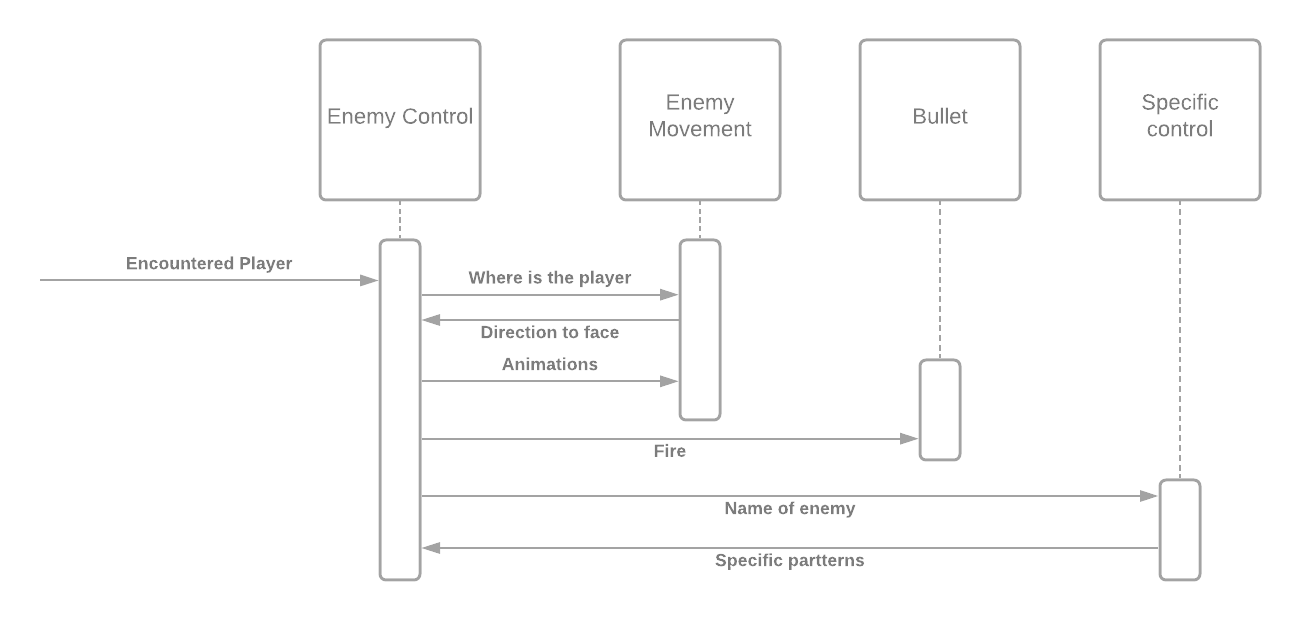 Enemy Control
Enemy
Movement
Bullet
Specific
control
Encountered Player
Where is the player
Direction to face
Animations
Fire
Name of enemy
Specific partterns